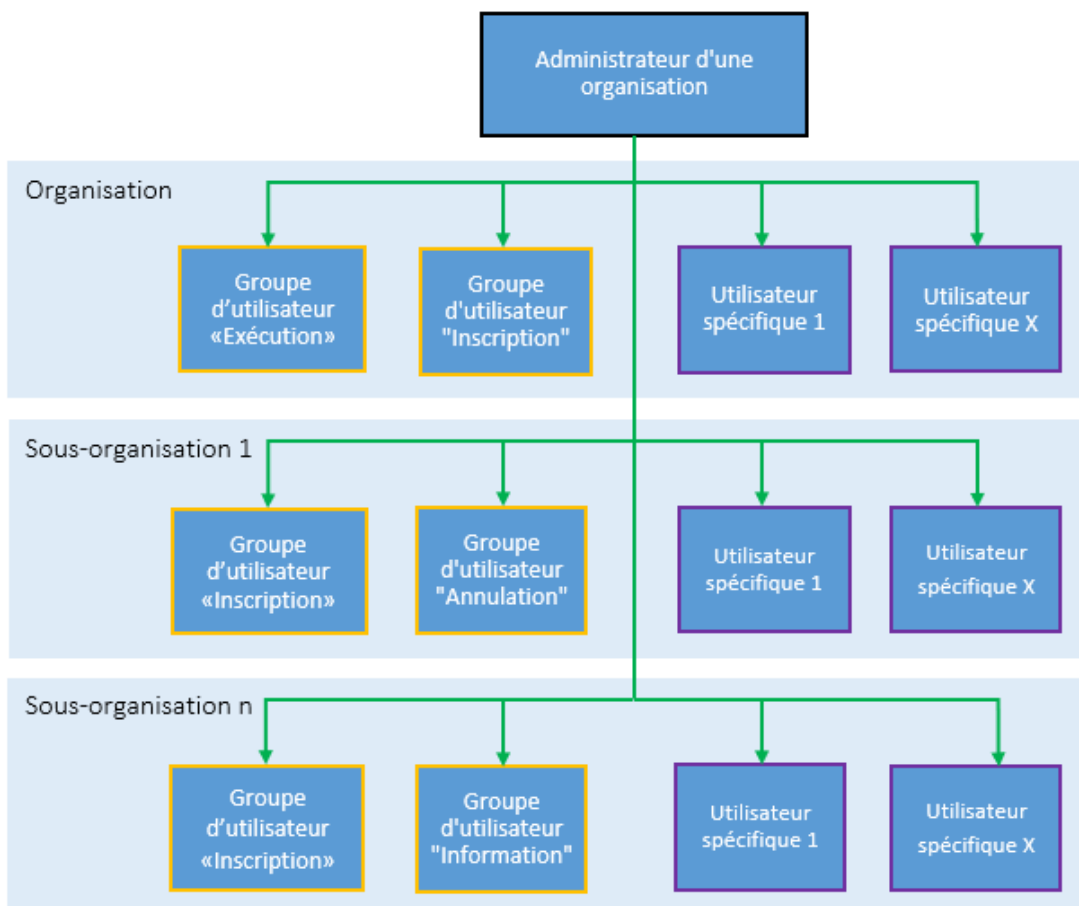 Administrateur d'une
organisation
Organisation
Groupe
d’utilisateur
«Exécution»
Groupe
d'utilisateur
"Inscription"
Utilisateur
spécifique 1
Utilisateur
spécifique X
Sous-organisation 1
Groupe
d’utilisateur
«Inscription»
Groupe
d'utilisateur
"Annulation"
Utilisateur
spécifique 1
Utilisateur
spécifique X
Sous-organisation n
Groupe
d’utilisateur
«Inscription»
Groupe
d'utilisateur
"Information"
Utilisateur
spécifique 1
Utilisateur
spécifique X